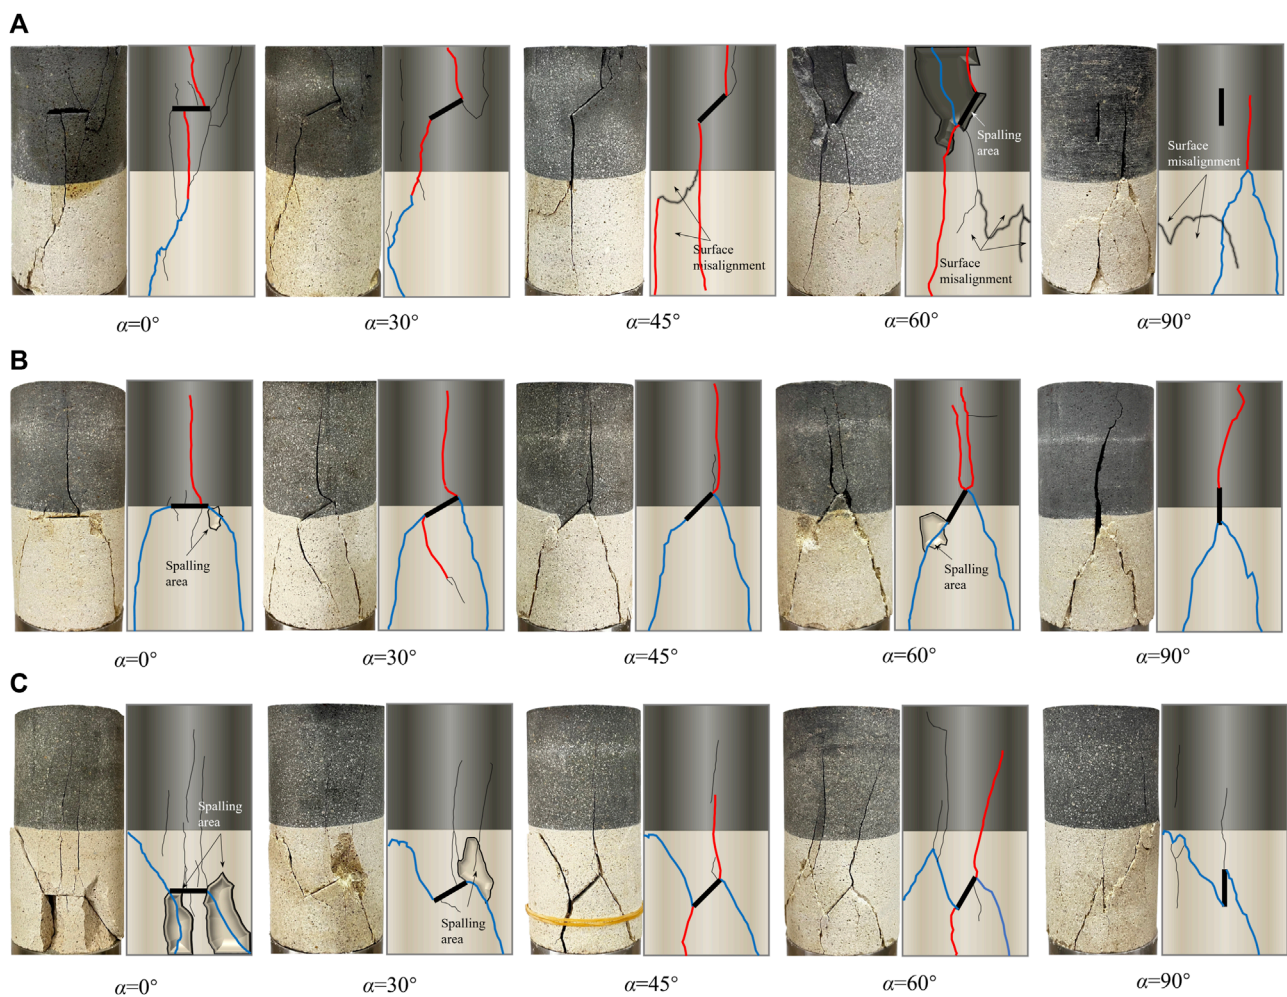 A
Spalling
area
Surface
misalignment
Surface
misalignment
Surface
misalignment
α=0°
α=30°
α=45°
α=60°
α=90°
B
Spalling
area
Spalling
area
α=0°
α=30°
α=45°
α=60°
α=90°
C
Spalling
area
Spalling
area
α=0°
α=30°
α=45°
α=60°
α=90°